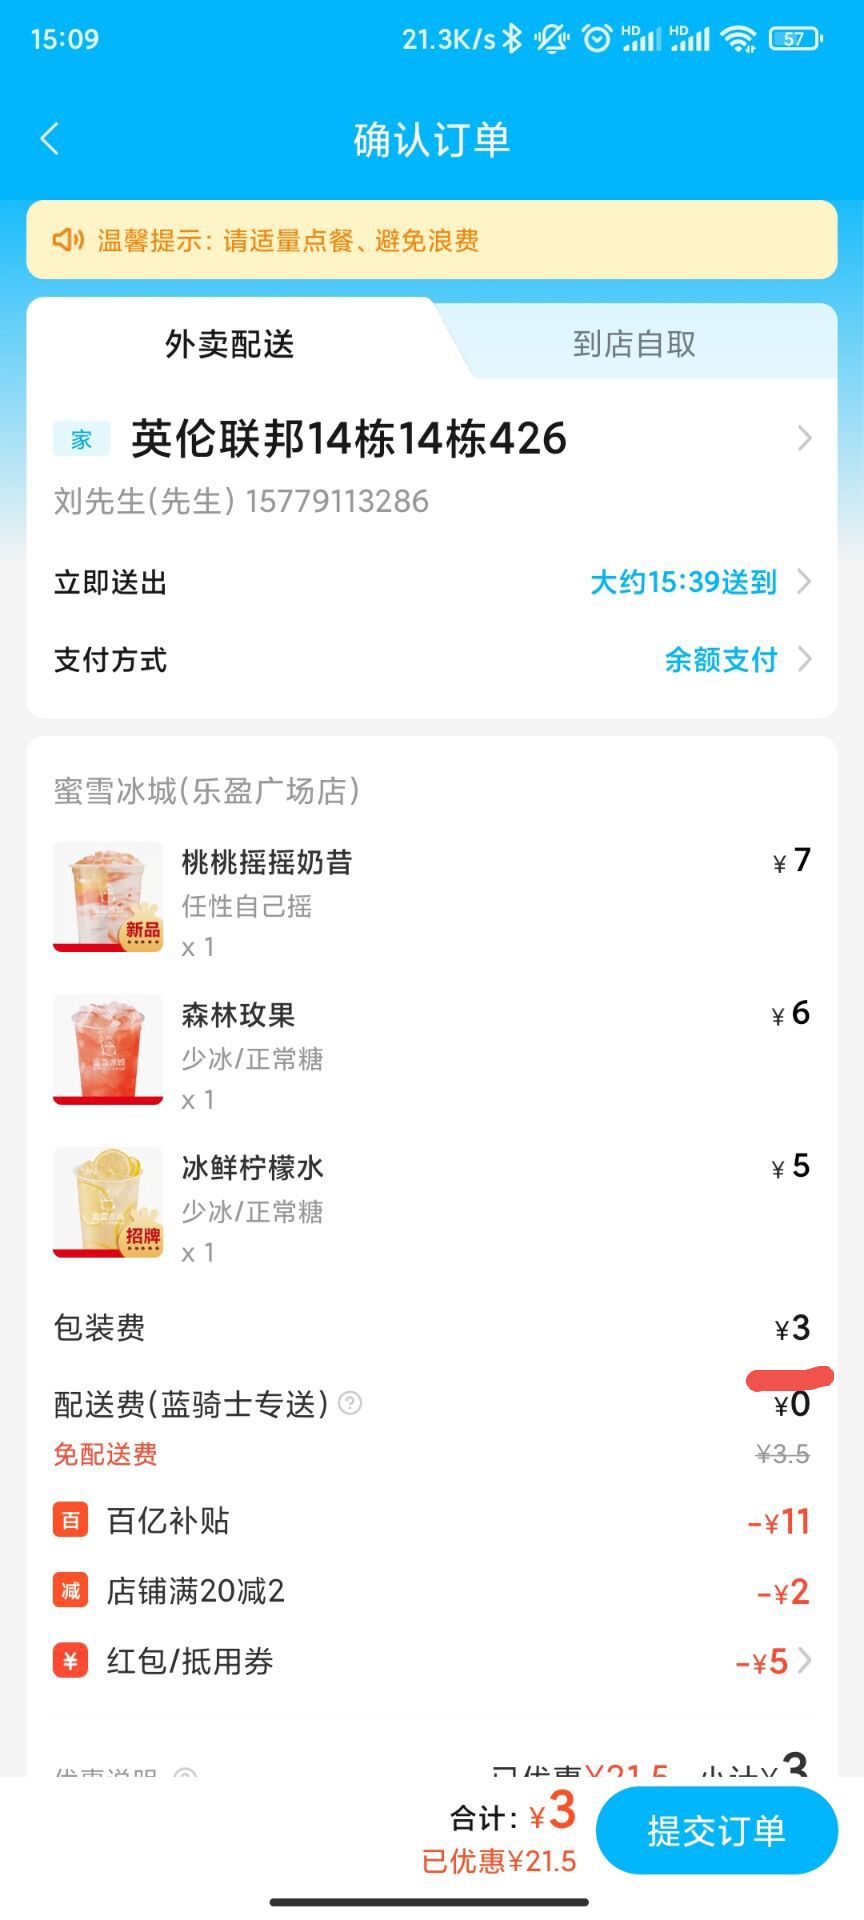 15:09
21.3K/s
HD
HD
57
确认订单
温馨提示：请适量点餐、避免浪费
外卖配送
到店自取
家
英伦联邦14栋14栋426
刘先生(先生) 15779113286
立即送出
大约15:39送到
支付方式
余额支付
蜜雪冰城(乐盈广场店)
桃桃摇摇奶昔
¥7
任性自己摇
新品
x 1
森林玫果
¥6
少冰/正常糖
x 1
冰鲜柠檬水
¥5
少冰/正常糖
招牌
x 1
包装费
¥3
配送费(蓝骑士专送)
?
¥0
免配送费
¥3.5
百
百亿补贴
-¥11
减
店铺满20减2
-¥2
¥
红包/抵用券
-¥5
优惠说明
已优惠¥21.5 小计¥3
合计：¥3
已优惠¥21.5
提交订单